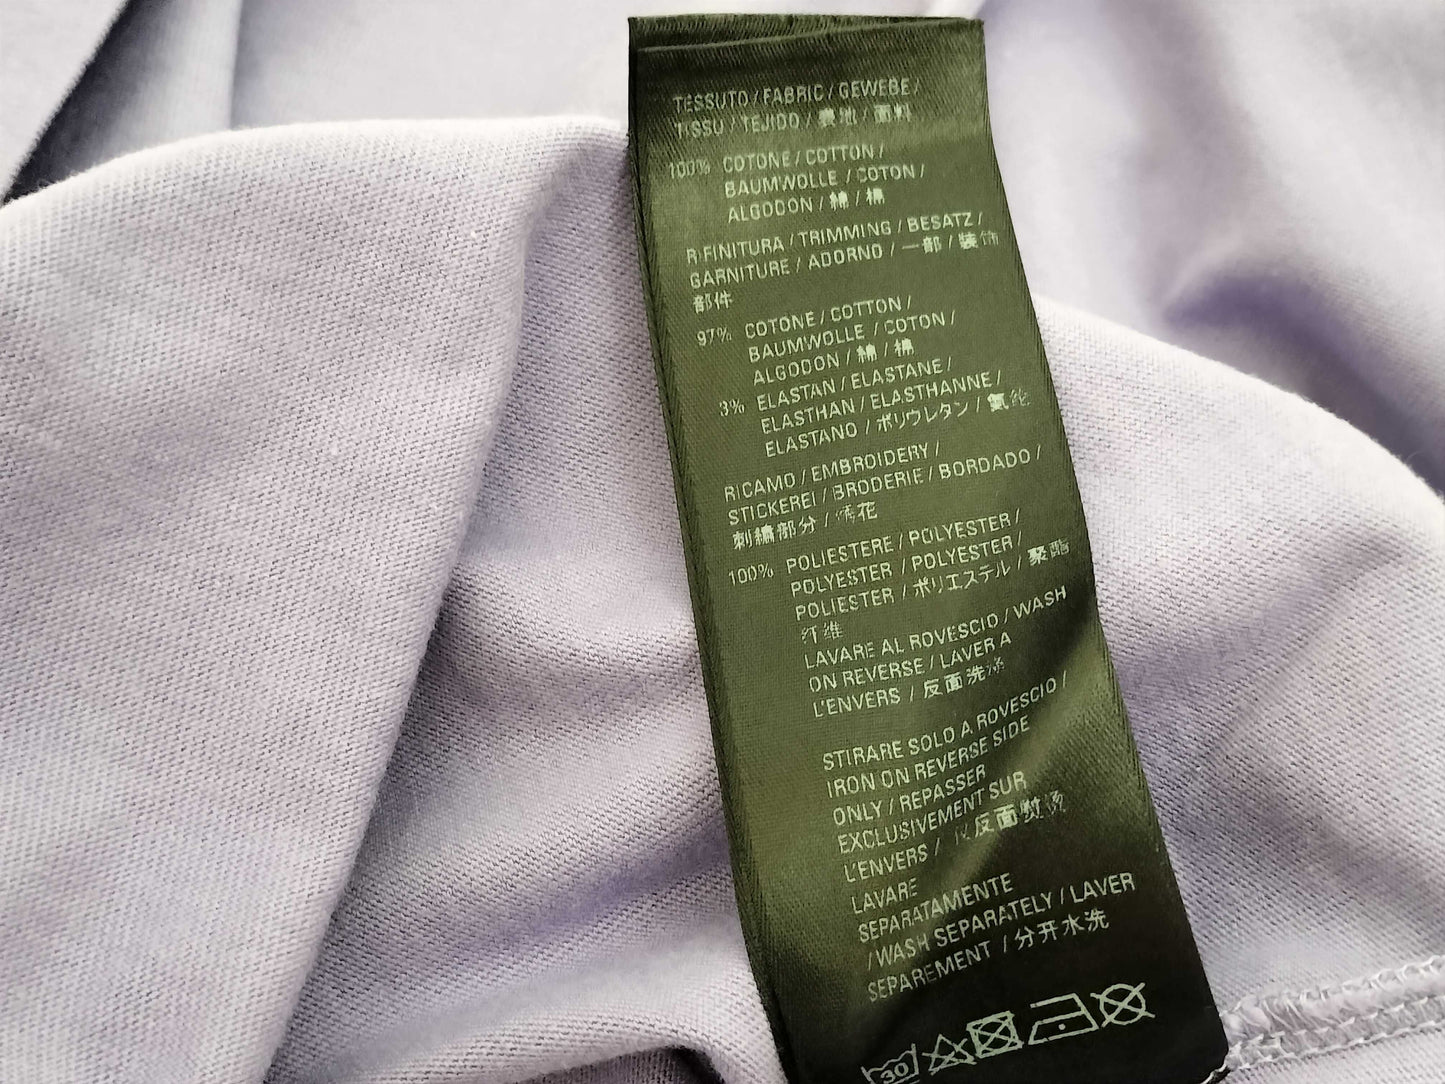 TESSUTO / FABRIC / GEWEBE /
TISSU / TEJIDO / 表地 / 面料
100% COTONE / COTTON /
BAUMWOLLE / COTON /
ALGODON / 綿 / 棉
RIFINITURA / TRIMMING / BESATZ /
GARNITURE / ADORNO / 一部 / 装饰
部件
97% COTONE / COTTON /
BAUMWOLLE / COTON /
ALGODON / 綿 / 棉
3% ELASTAN / ELASTANE /
ELASTHAN / ELASTHANNE /
ELASTANO / ポリウレタン / 氨纶
RICAMO / EMBROIDERY /
STICKEREI / BRODERIE / BORDADO /
刺繍部分 / 绣花
100% POLIESTERE / POLYESTER /
POLYESTER / POLYESTER /
POLIESTER / ポリエステル / 聚酯
纤维
LAVARE AL ROVESCIO / WASH
ON REVERSE / LAVER A
L'ENVERS / 反面洗涤
STIRARE SOLO A ROVESCIO /
IRON ON REVERSE SIDE
ONLY / REPASSER
EXCLUSIVEMENT SUR
L'ENVERS / 反面熨烫
LAVARE
SEPARATAMENTE
/ WASH SEPARATELY / LAVER
SEPAREMENT / 分开水洗
30